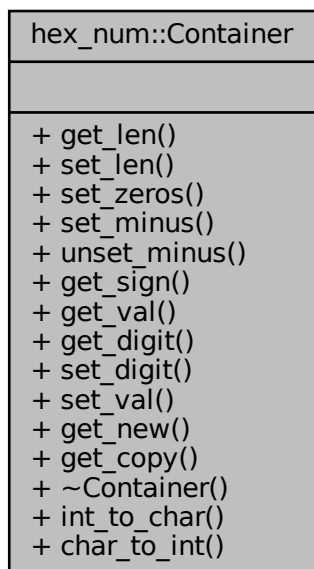 hex_num::Container
+ get_len()
+ set_len()
+ set_zeros()
+ set_minus()
+ unset_minus()
+ get_sign()
+ get_val()
+ get_digit()
+ set_digit()
+ set_val()
+ get_new()
+ get_copy()
+ ~Container()
+ int_to_char()
+ char_to_int()